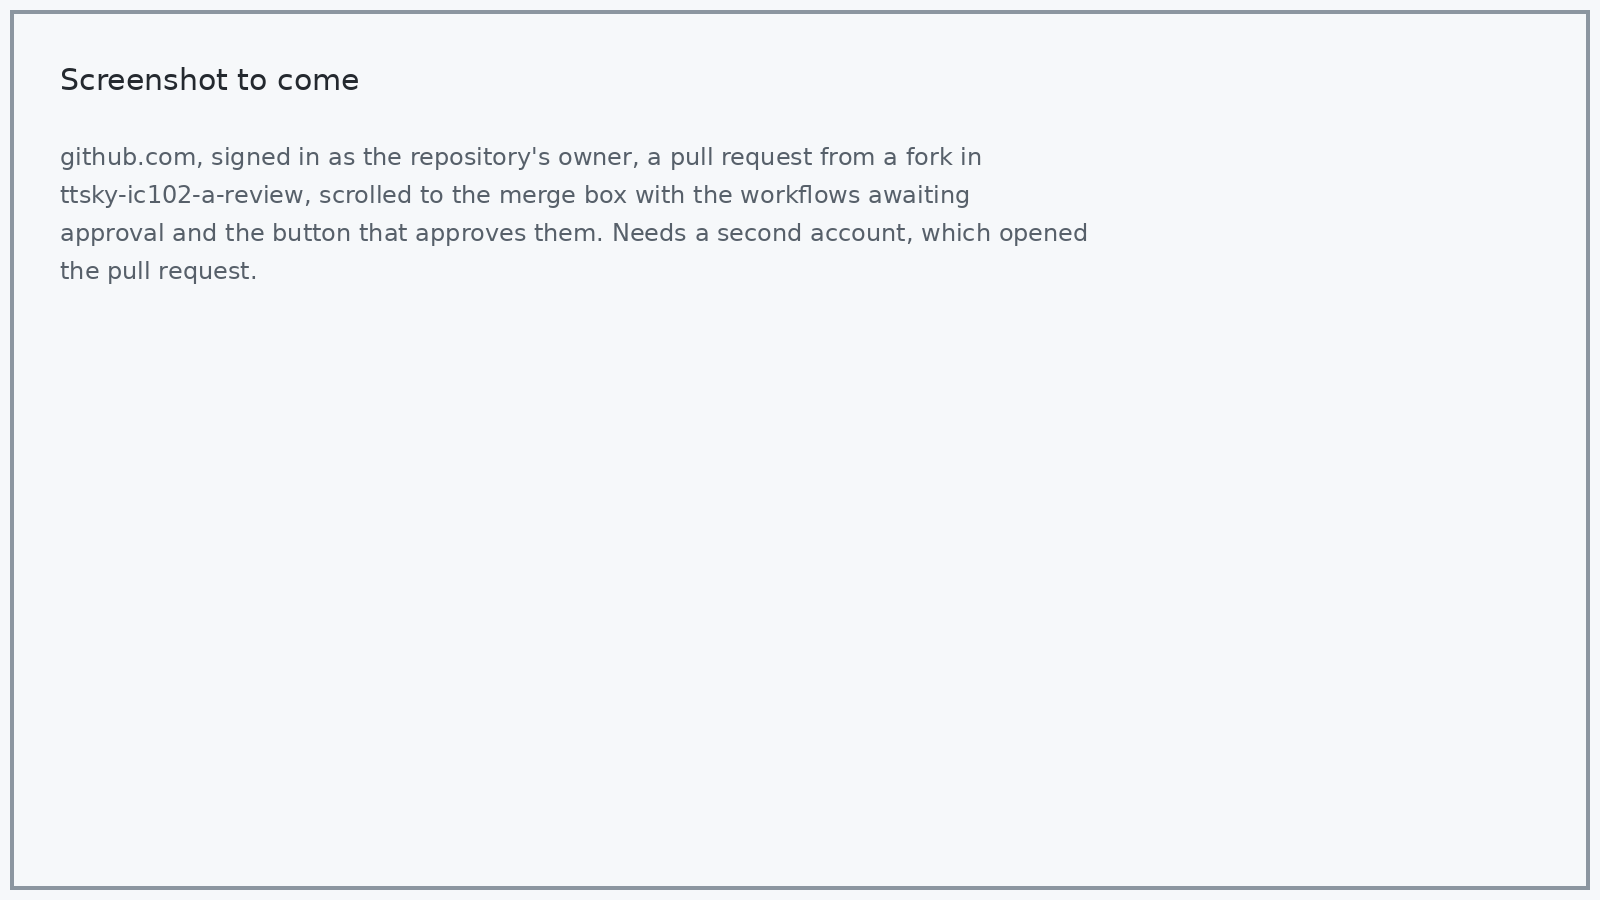 Screenshot to come
github.com, signed in as the repository's owner, a pull request from a fork in
ttsky-ic102-a-review, scrolled to the merge box with the workflows awaiting
approval and the button that approves them. Needs a second account, which opened
the pull request.